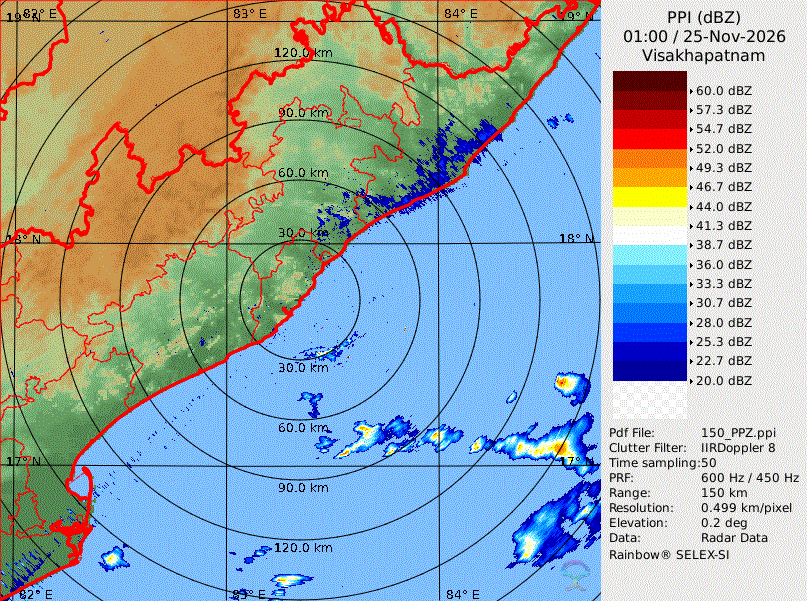 82° E
83° E
84° E
19° N
19° N
120.0 km
90.0 km
60.0 km
30.0 km
18° N
18° N
30.0 km
60.0 km
17° N
17° N
90.0 km
120.0 km
82° E
83° E
84° E
PPI (dBZ)
01:00 / 25-Nov-2026
Visakhapatnam
60.0 dBZ
57.3 dBZ
54.7 dBZ
52.0 dBZ
49.3 dBZ
46.7 dBZ
44.0 dBZ
41.3 dBZ
38.7 dBZ
36.0 dBZ
33.3 dBZ
30.7 dBZ
28.0 dBZ
25.3 dBZ
22.7 dBZ
20.0 dBZ
Pdf File: 150_PPZ.ppi
Clutter Filter: IIRDoppler 8
Time sampling:50
PRF: 600 Hz / 450 Hz
Range: 150 km
Resolution: 0.499 km/pixel
Elevation: 0.2 deg
Data: Radar Data
Rainbow® SELEX-SI